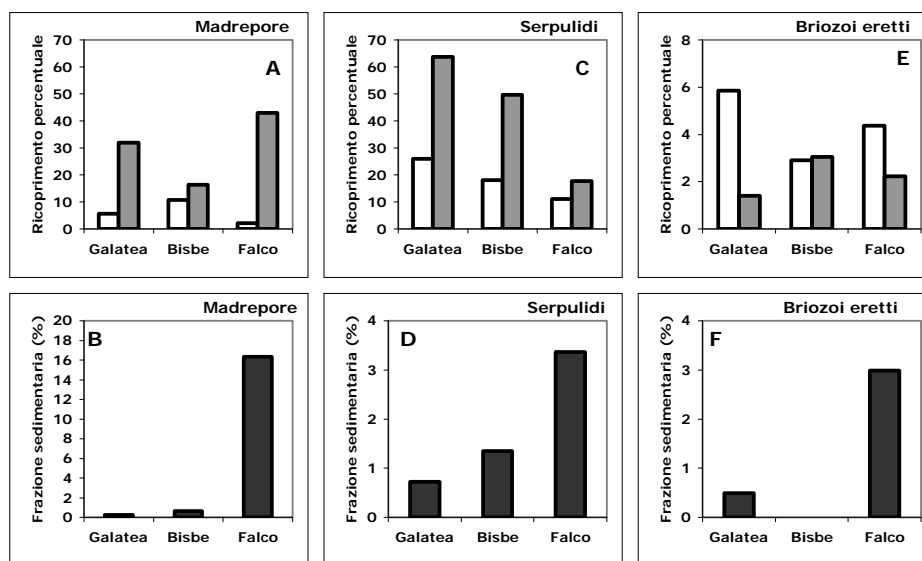 Madrepore
Ricoprimento percentuale
70
60
50
40
30
20
10
0
A
Galatea Bisbe Falco
Serpulidi
Ricoprimento percentuale
70
60
50
40
30
20
10
0
C
Galatea Bisbe Falco
Briozoi eretti
Ricoprimento percentuale
8
6
4
2
0
E
Galatea Bisbe Falco
Madrepore
Frazione sedimentaria (%)
20
18
16
14
12
10
8
6
4
2
0
B
Galatea Bisbe Falco
Serpulidi
Frazione sedimentaria (%)
4
3
2
1
0
D
Galatea Bisbe Falco
Briozoi eretti
Frazione sedimentaria (%)
4
3
2
1
0
F
Galatea Bisbe Falco